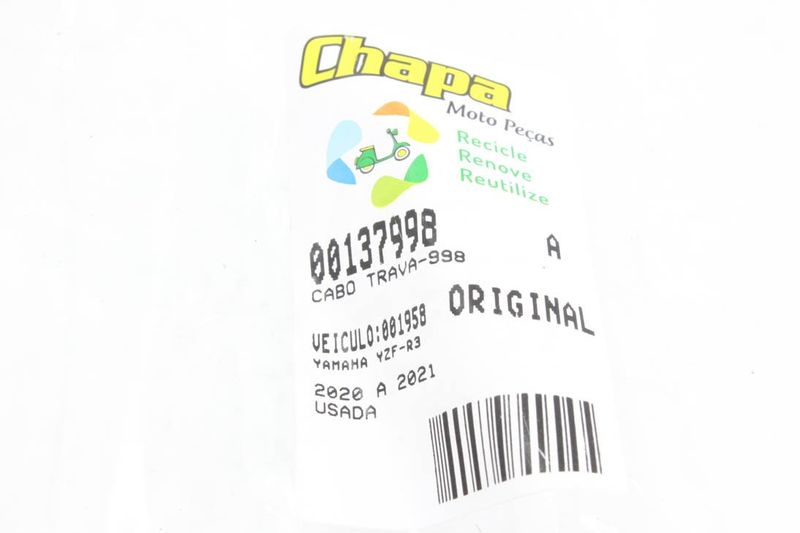 Chapa
Moto Peças
Recicle
Renove
Reutilize
00137998
A
CABO TRAVA-998
ORIGINAL
VEICULO:001958
YAMAHA YZF-R3
2020 A 2021
USADA